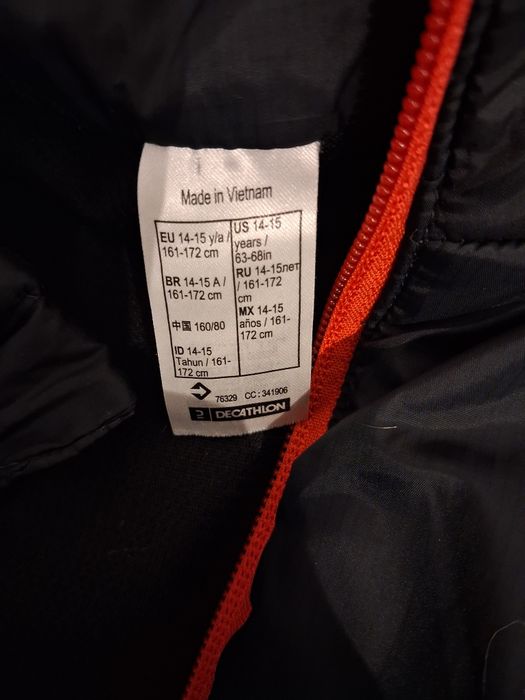 Made in Vietnam
EU 14-15 y/a /
161-172 cm
BR 14-15 A /
161-172 cm
中国 160/80
ID 14-15
Tahun / 161-
172 cm
US 14-15
years /
63-68in
RU 14-15лет
/ 161-172
cm
MX 14-15
años / 161-
172 cm
76329 CC : 341906
DECATHLON